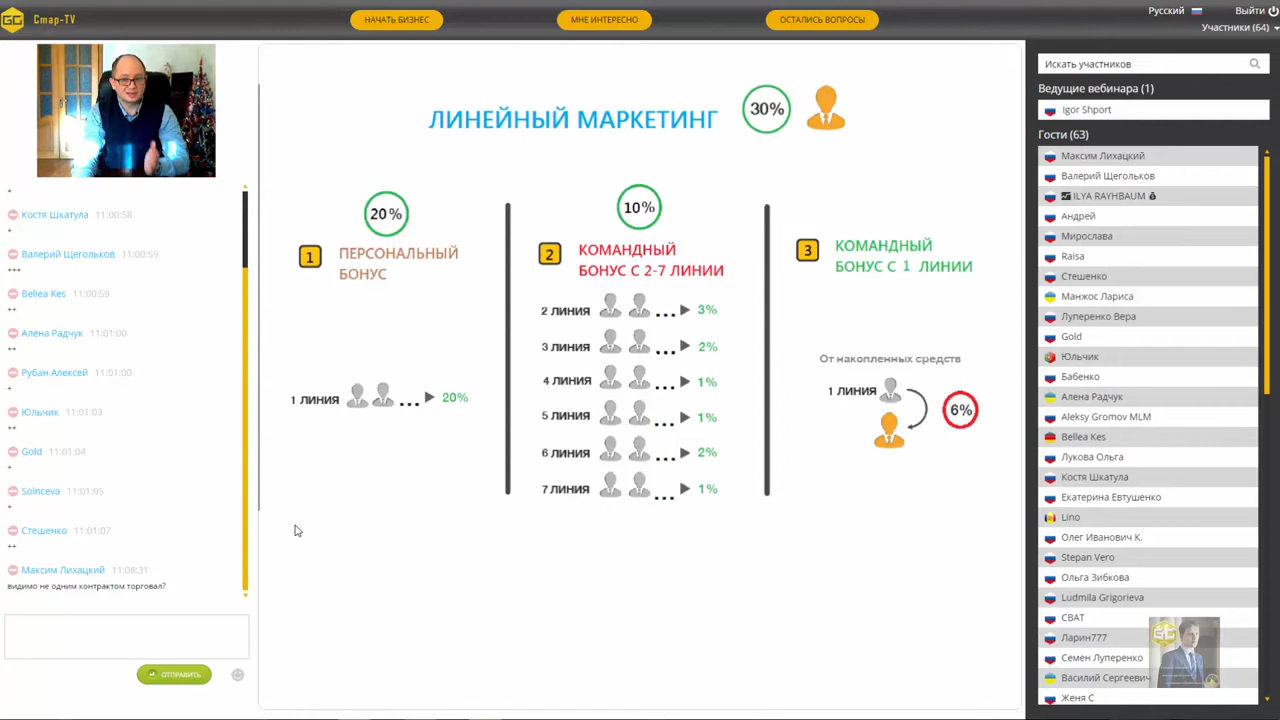 GC
Стар-TV
НАЧАТЬ БИЗНЕС
МНЕ ИНТЕРЕСНО
ОСТАЛИСЬ ВОПРОСЫ
Русский
Выйти
Участники (64)
+
Костя Шкатула 11:00:58
+
Валерий Щегольков 11:00:59
+++
Bellea Kes 11:00:59
++
Алена Радчук 11:01:00
++
Рубан Алексей 11:01:00
+
Юльчик 11:01:03
++
Gold 11:01:04
+
Solnceva 11:01:05
+
Стешенко 11:01:07
++
Максим Лихацкий 11:08:31
видимо не одним контрактом торговал?
ОТПРАВИТЬ
ЛИНЕЙНЫЙ МАРКЕТИНГ
30%
20%
1 ПЕРСОНАЛЬНЫЙ
БОНУС
1 ЛИНИЯ ... 20%
10%
2 КОМАНДНЫЙ
БОНУС С 2-7 ЛИНИИ
2 ЛИНИЯ ... 3%
3 ЛИНИЯ ... 2%
4 ЛИНИЯ ... 1%
5 ЛИНИЯ ... 1%
6 ЛИНИЯ ... 2%
7 ЛИНИЯ ... 1%
3 КОМАНДНЫЙ
БОНУС С 1 ЛИНИИ
От накопленных средств
1 ЛИНИЯ
6%
Искать участников
Ведущие вебинара (1)
Igor Shport
Гости (63)
Максим Лихацкий
Валерий Щегольков
ILYA RAYHBAUM
Андрей
Мирослава
Raisa
Стешенко
Манжос Лариса
Луперенко Вера
Gold
Юльчик
Бабенко
Алена Радчук
Aleksy Gromov MLM
Bellea Kes
Лукова Ольга
Костя Шкатула
Екатерина Евтушенко
Lino
Олег Иванович К.
Stepan Vero
Ольга Зибкова
Ludmila Grigorieva
СВАТ
Ларин777
Семен Луперенко
Василий Сергеевич
Женя С
GC